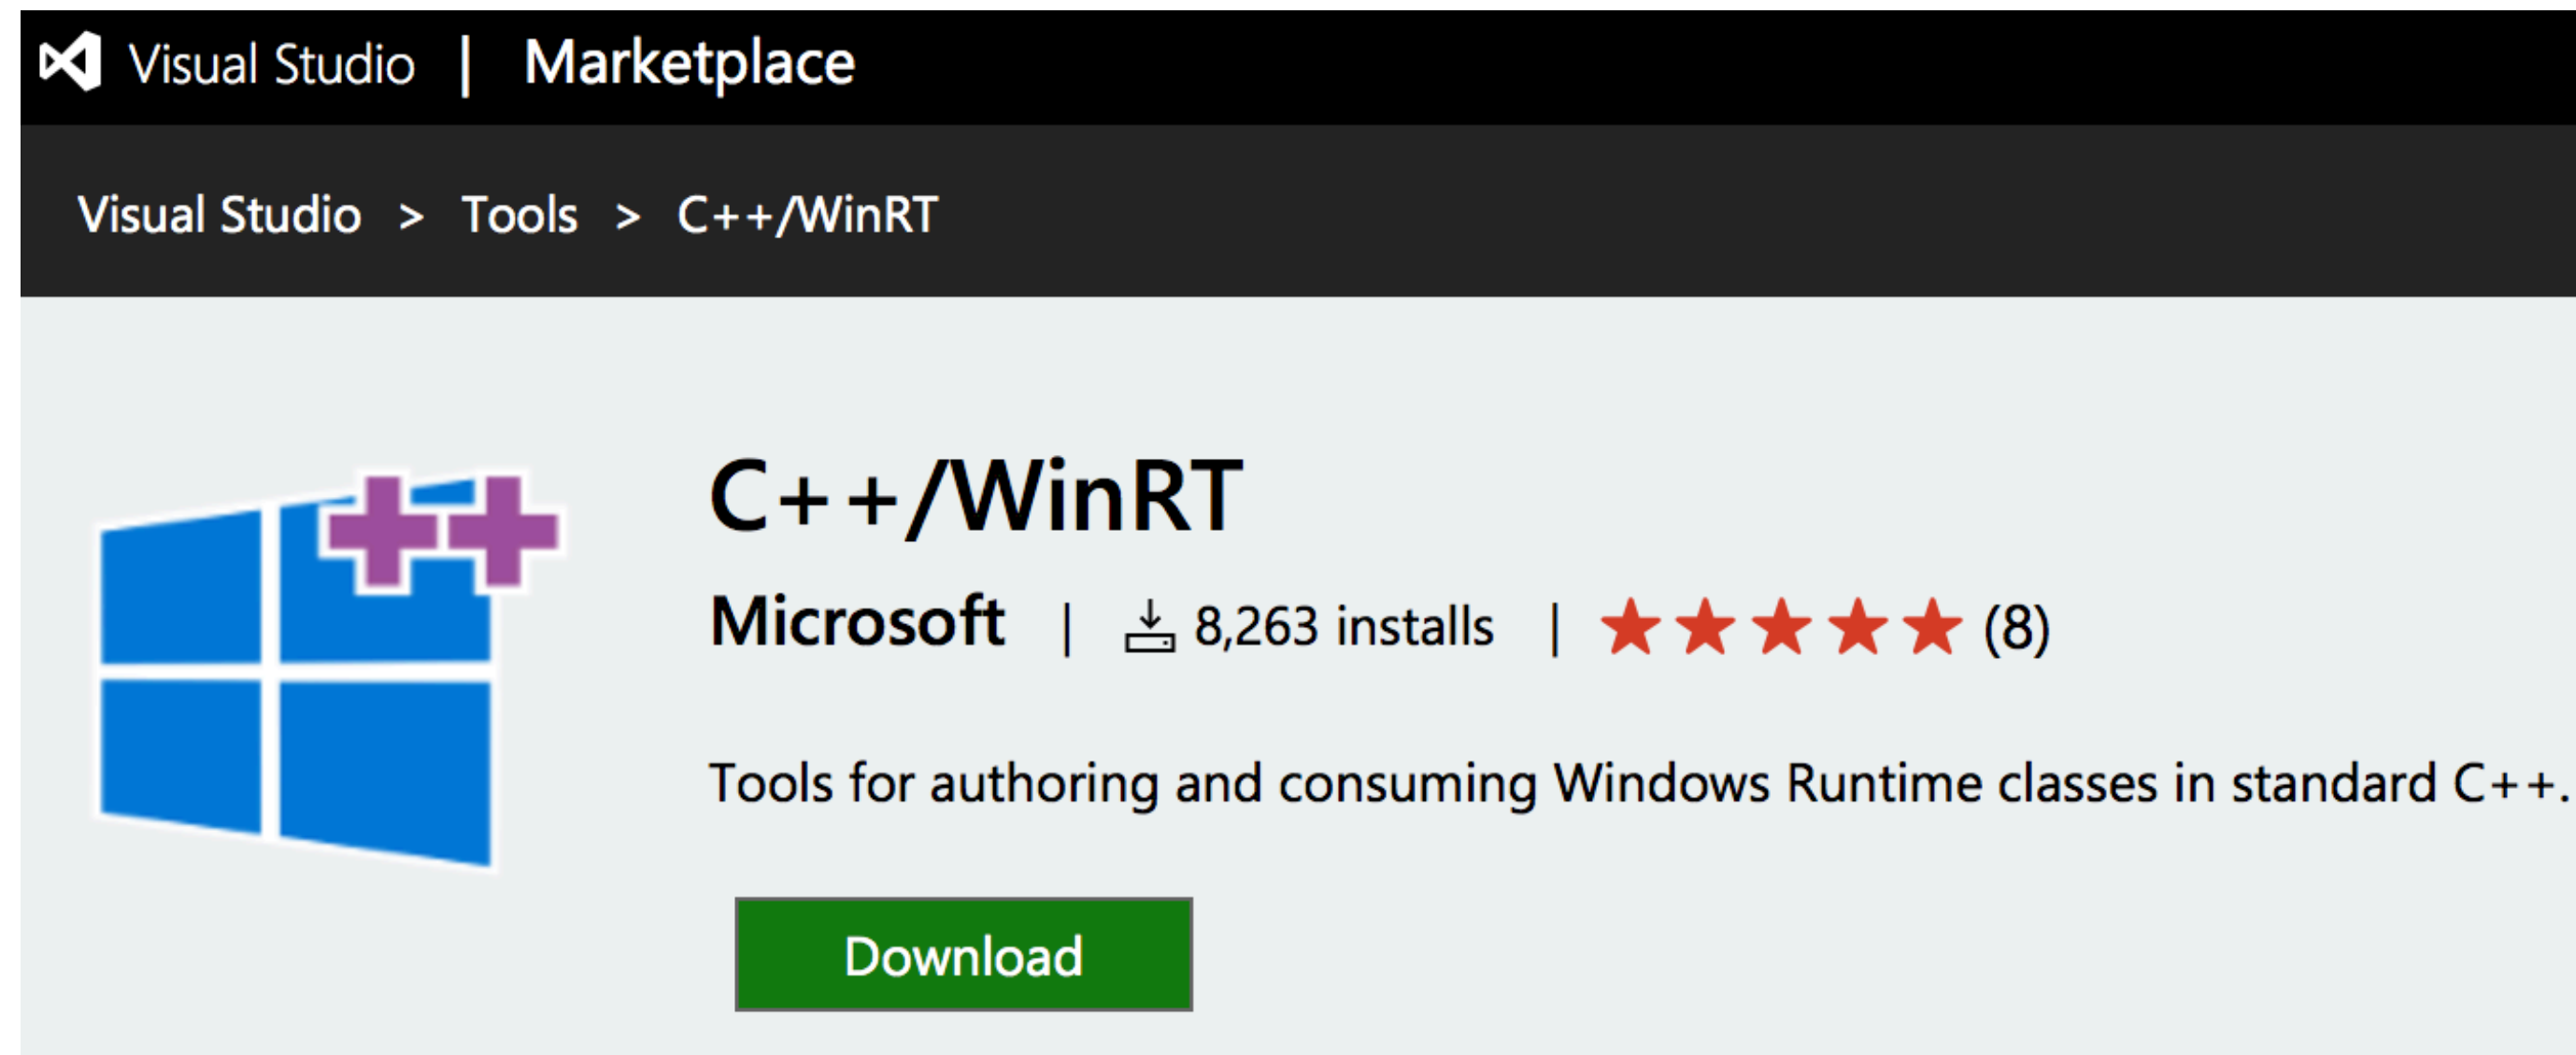 Visual Studio | Marketplace
Visual Studio > Tools > C++/WinRT
C++/WinRT
Microsoft | 8,263 installs | ★★★★★ (8)
Tools for authoring and consuming Windows Runtime classes in standard C++.
Download